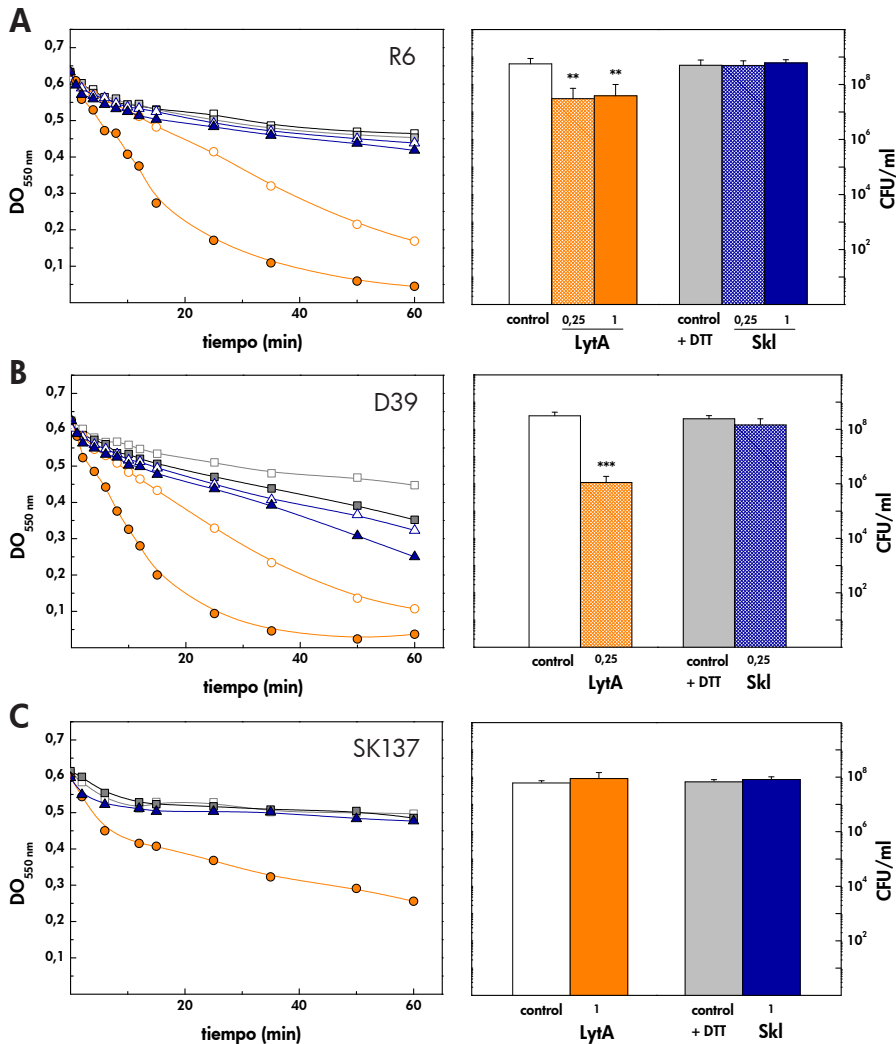 A
R6
0,7
0,6
0,5
0,4
0,3
0,2
0,1
DO550 nm
20 40 60
tiempo (min)
** **
10^8
10^6
10^4
10^2
CFU/ml
control 0,25 1 control 0,25 1
LytA + DTT Skl
B
D39
0,7
0,6
0,5
0,4
0,3
0,2
0,1
DO550 nm
20 40 60
tiempo (min)
***
10^8
10^6
10^4
10^2
CFU/ml
control 0,25 control 0,25
LytA + DTT Skl
C
SK137
0,7
0,6
0,5
0,4
0,3
0,2
0,1
DO550 nm
20 40 60
tiempo (min)
10^8
10^6
10^4
10^2
CFU/ml
control 1 control 1
LytA + DTT Skl